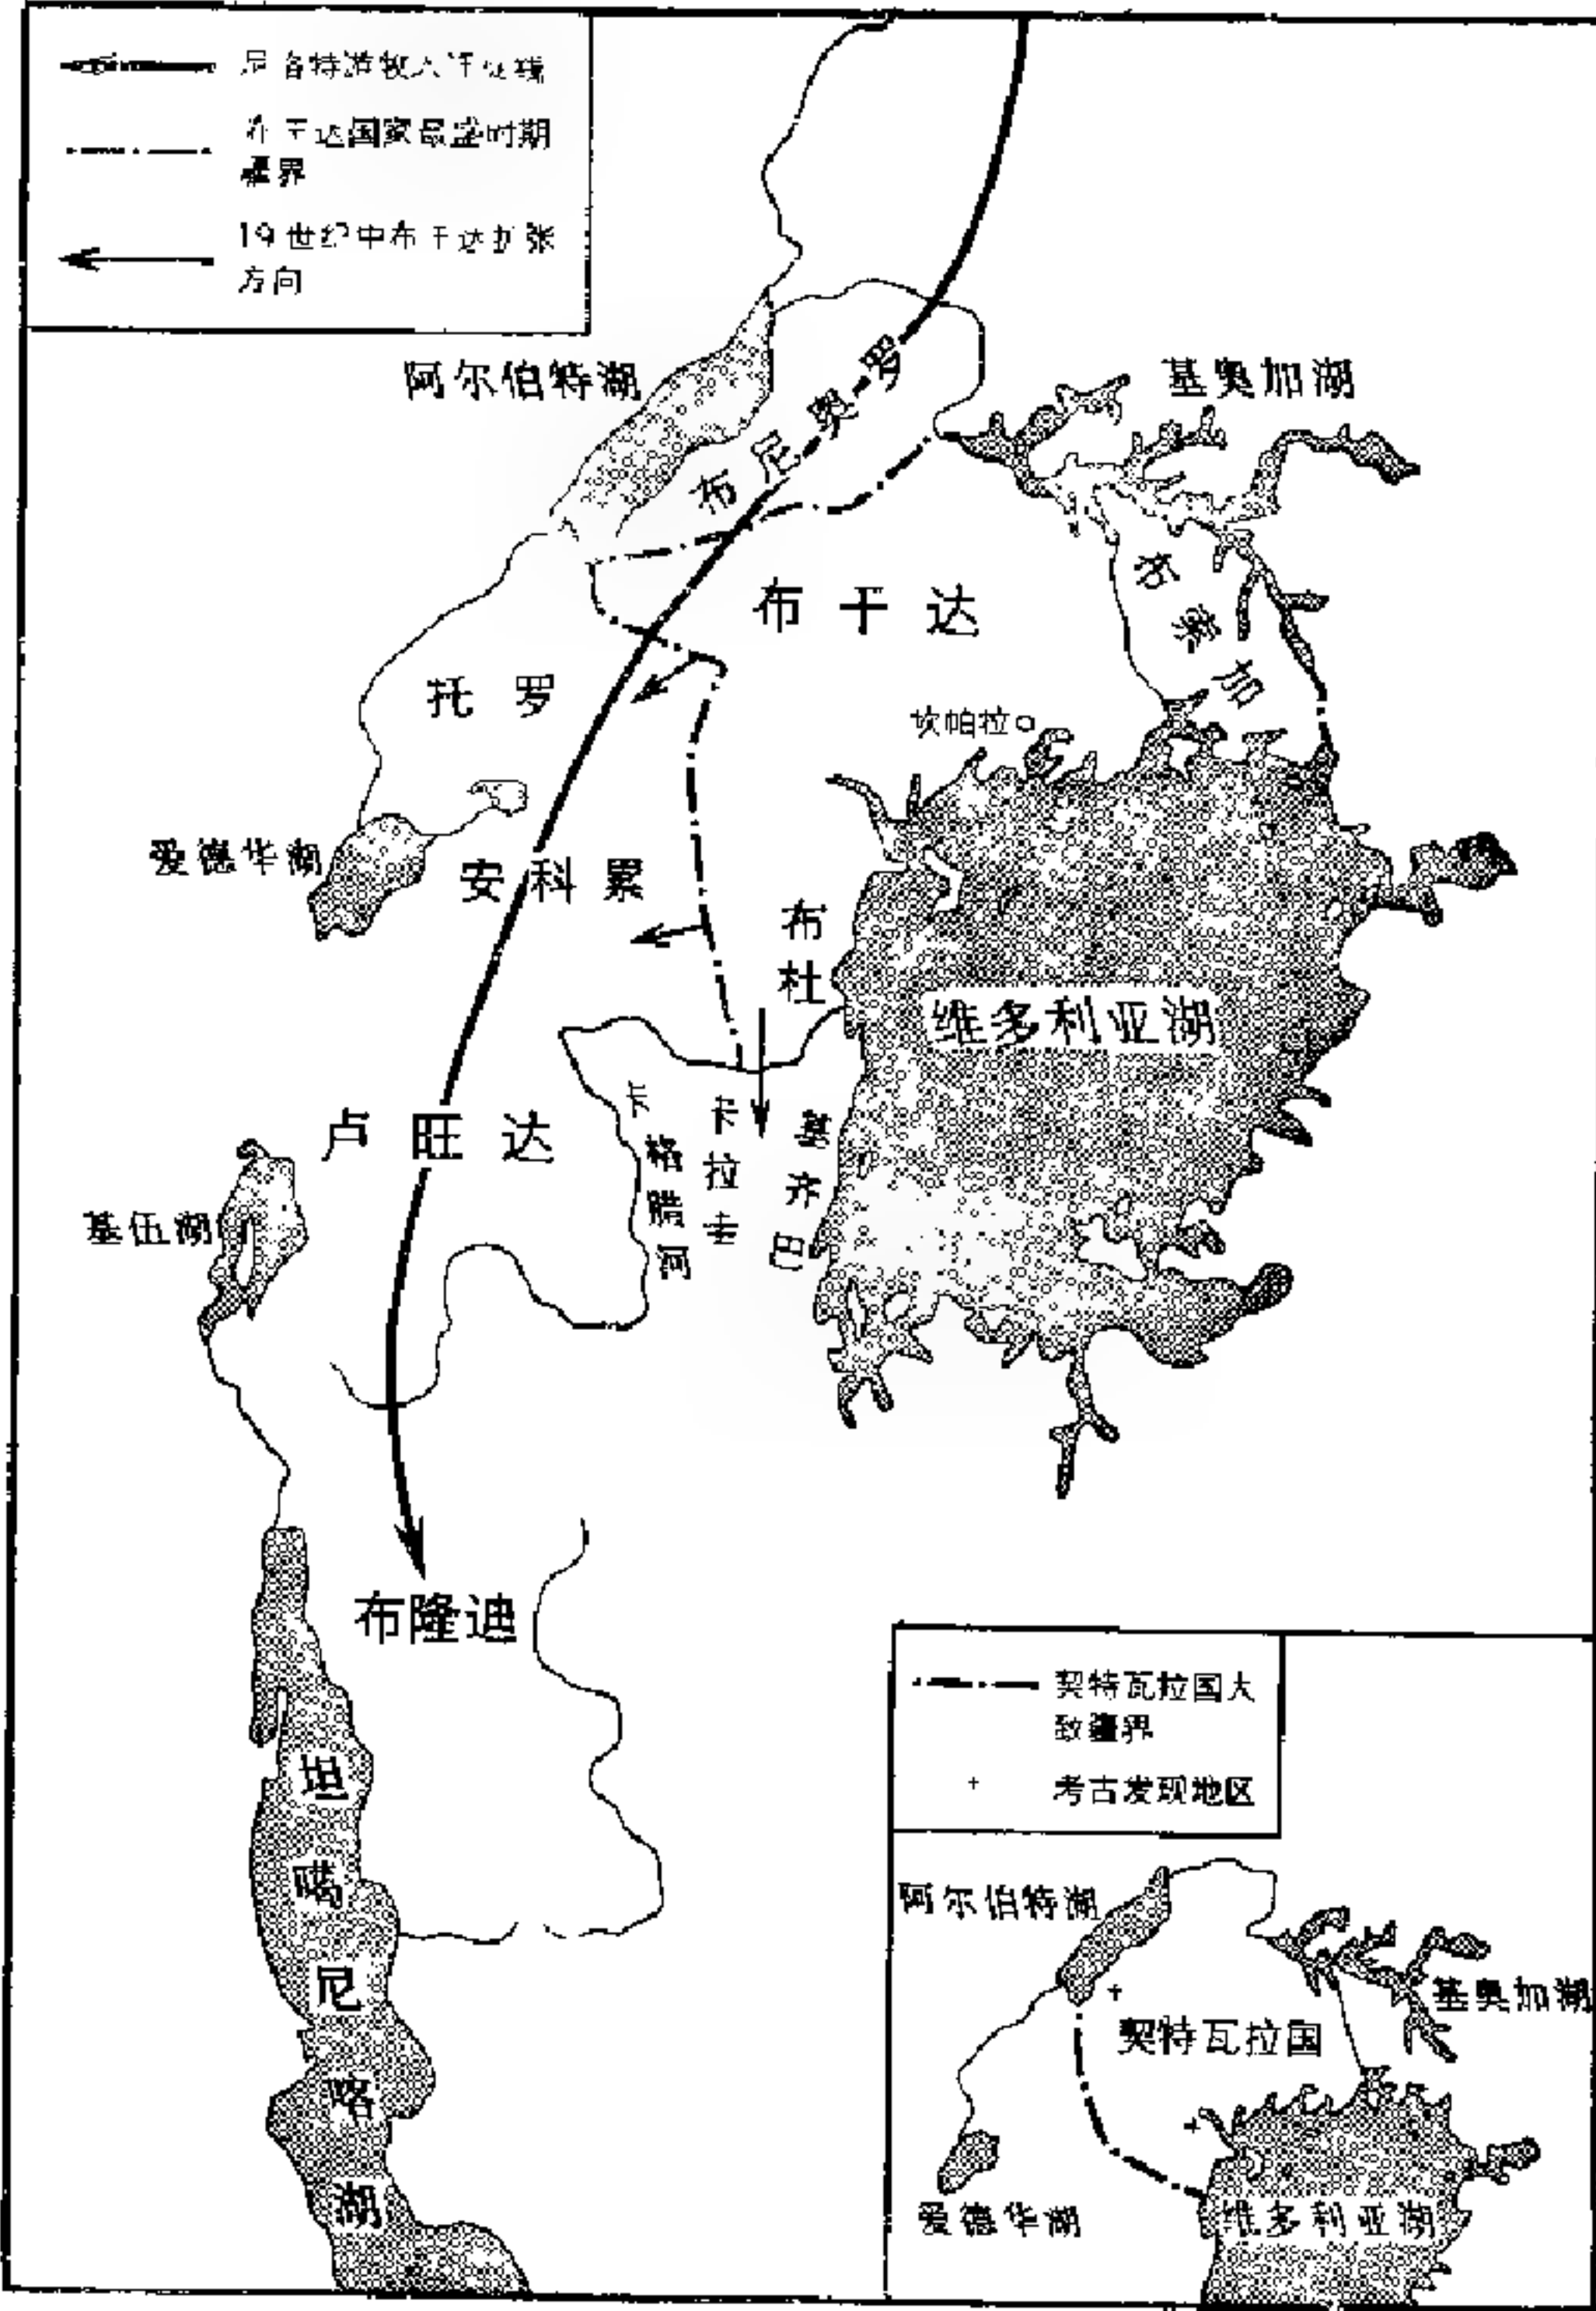 尼洛特游牧人迁徙线
布干达国家最盛时期
疆界
19世纪中布干达扩张
方向
阿尔伯特湖
基奥加湖
布尼奥罗
布干达
布索加
托罗
坎帕拉
爱德华湖
安科累
布杜
维多利亚湖
卢旺达
卡格腊河
卡拉圭
基齐巴
基伍湖
布隆迪
坦噶尼喀湖
契特瓦拉国大
致疆界
考古发现地区
阿尔伯特湖
基奥加湖
契特瓦拉国
爱德华湖
维多利亚湖